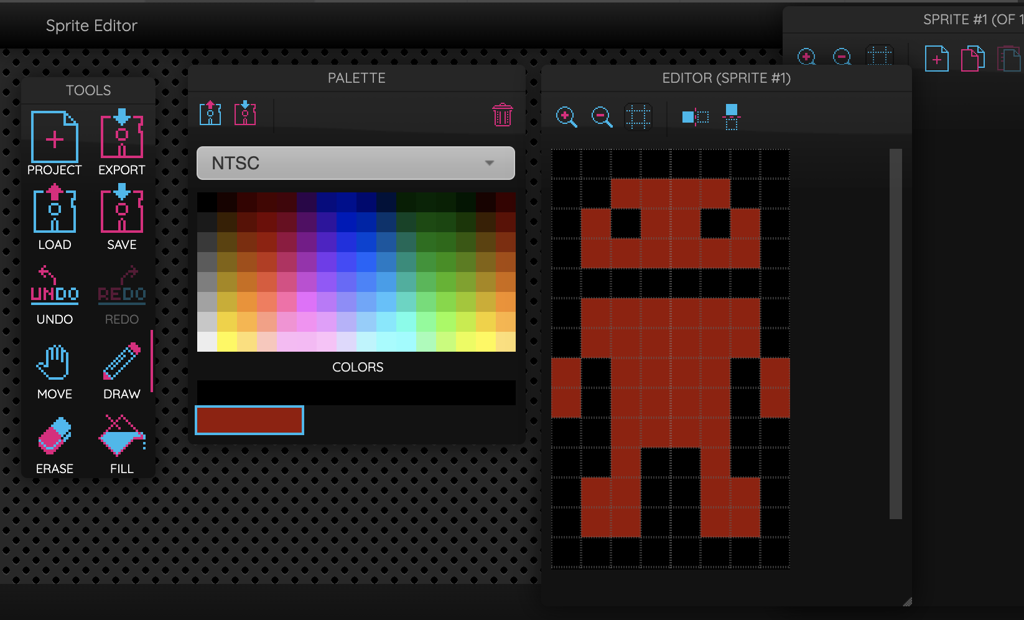 Sprite Editor
SPRITE #1 (OF 1
TOOLS
PROJECT
EXPORT
LOAD
SAVE
UNDO
UNDO
REDO
REDO
MOVE
DRAW
ERASE
FILL
PALETTE
NTSC
COLORS
EDITOR (SPRITE #1)